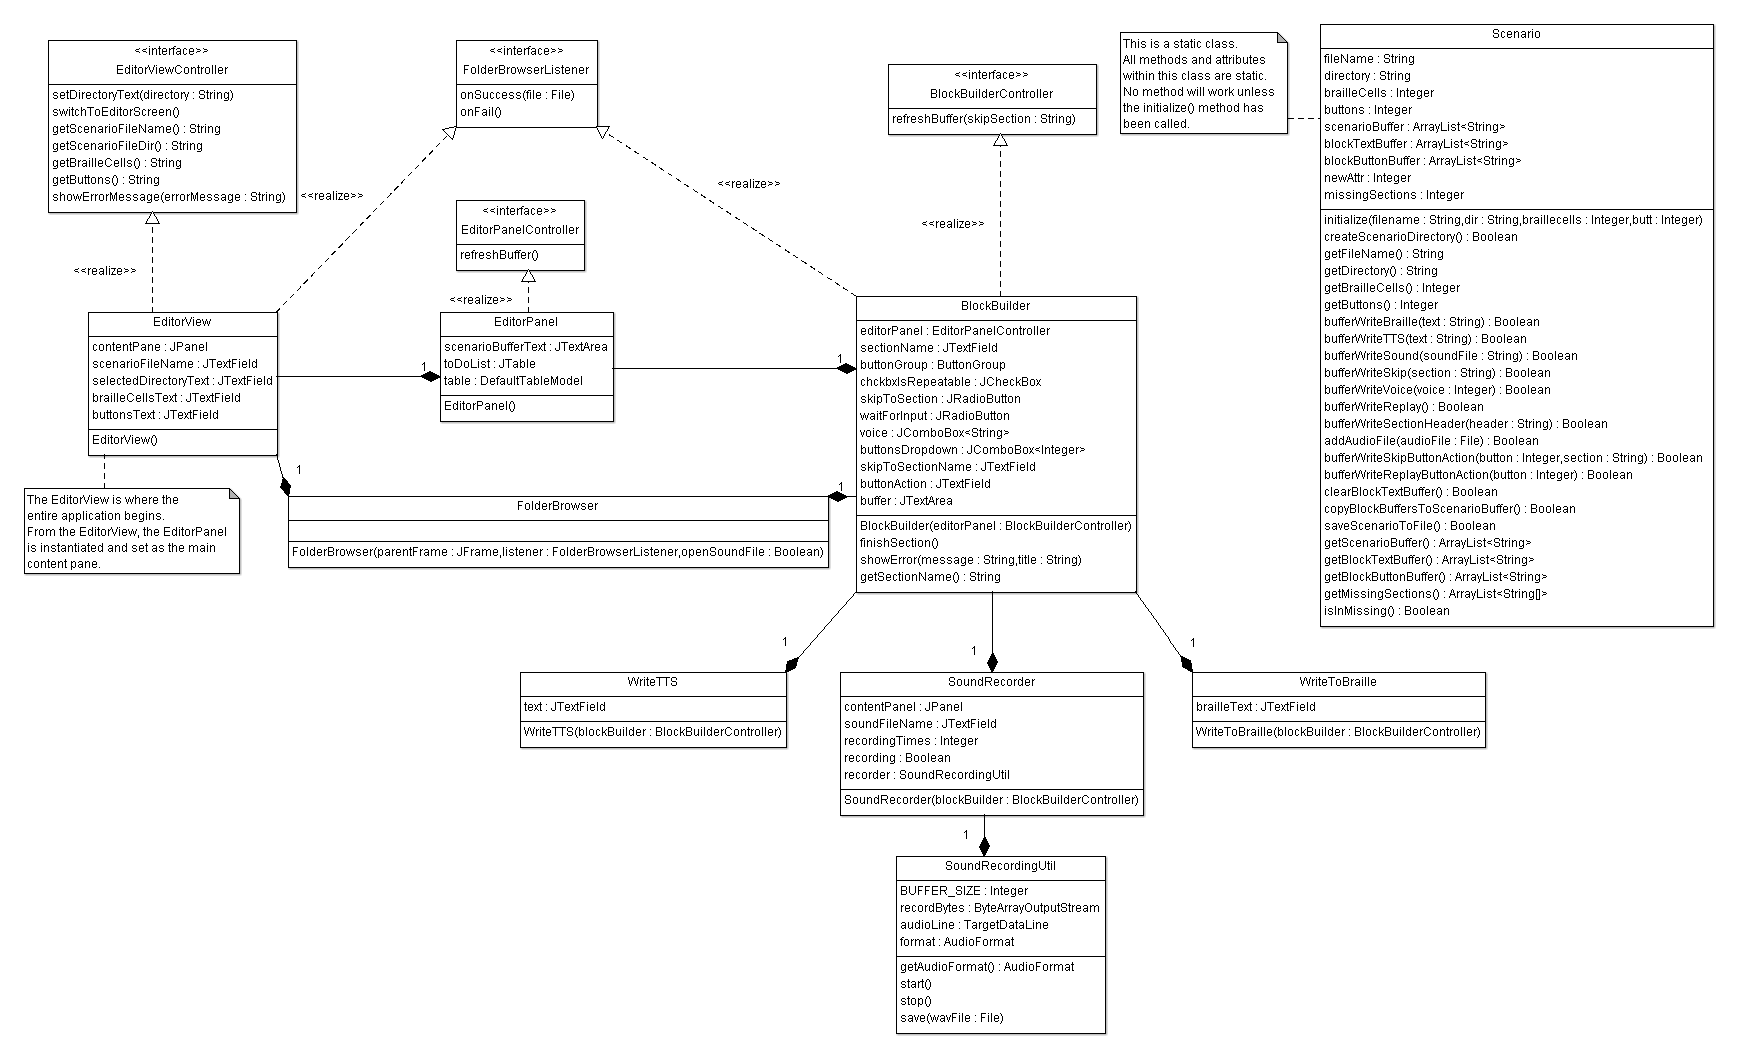 <<interface>>
EditorViewController
setDirectoryText(directory : String)
switchToEditorScreen()
getScenarioFileName() : String
getScenarioFileDir() : String
getBrailleCells() : String
getButtons() : String
showErrorMessage(errorMessage : String)
<<interface>>
FolderBrowserListener
onSuccess(file : File)
onFail()
<<interface>>
BlockBuilderController
refreshBuffer(skipSection : String)
This is a static class.
All methods and attributes
within this class are static.
No method will work unless
the initialize() method has
been called.
Scenario
fileName : String
directory : String
brailleCells : Integer
buttons : Integer
scenarioBuffer : ArrayList<String>
blockTextBuffer : ArrayList<String>
blockButtonBuffer : ArrayList<String>
newAttr : Integer
missingSections : Integer
initialize(filename : String,dir : String,braillecells : Integer,butt : Integer)
createScenarioDirectory() : Boolean
getFileName() : String
getDirectory() : String
getBrailleCells() : Integer
getButtons() : Integer
bufferWriteBraille(text : String) : Boolean
bufferWriteTTS(text : String) : Boolean
bufferWriteSound(soundFile : String) : Boolean
bufferWriteSkip(section : String) : Boolean
bufferWriteVoice(voice : Integer) : Boolean
bufferWriteReplay() : Boolean
bufferWriteSectionHeader(header : String) : Boolean
addAudioFile(audioFile : File) : Boolean
bufferWriteSkipButtonAction(button : Integer,section : String) : Boolean
bufferWriteReplayButtonAction(button : Integer) : Boolean
clearBlockTextBuffer() : Boolean
copyBlockBuffersToScenarioBuffer() : Boolean
saveScenarioToFile() : Boolean
getScenarioBuffer() : ArrayList<String>
getBlockTextBuffer() : ArrayList<String>
getBlockButtonBuffer() : ArrayList<String>
getMissingSections() : ArrayList<String[]>
isInMissing() : Boolean
<<realize>>
<<realize>>
<<realize>>
<<realize>>
<<realize>>
<<interface>>
EditorPanelController
refreshBuffer()
EditorView
contentPane : JPanel
scenarioFileName : JTextField
selectedDirectoryText : JTextField
brailleCellsText : JTextField
buttonsText : JTextField
EditorView()
1
EditorPanel
scenarioBufferText : JTextArea
toDoList : JTable
table : DefaultTableModel
EditorPanel()
1
BlockBuilder
editorPanel : EditorPanelController
sectionName : JTextField
buttonGroup : ButtonGroup
chckbxIsRepeatable : JCheckBox
skipToSection : JRadioButton
waitForInput : JRadioButton
voice : JComboBox<String>
buttonsDropdown : JComboBox<Integer>
skipToSectionName : JTextField
buttonAction : JTextField
buffer : JTextArea
BlockBuilder(editorPanel : BlockBuilderController)
finishSection()
showError(message : String,title : String)
getSectionName() : String
1
1
The EditorView is where the
entire application begins.
From the EditorView, the EditorPanel
is instantiated and set as the main
content pane.
FolderBrowser
FolderBrowser(parentFrame : JFrame,listener : FolderBrowserListener,openSoundFile : Boolean)
1
1
1
WriteTTS
text : JTextField
WriteTTS(blockBuilder : BlockBuilderController)
SoundRecorder
contentPanel : JPanel
soundFileName : JTextField
recordingTimes : Integer
recording : Boolean
recorder : SoundRecordingUtil
SoundRecorder(blockBuilder : BlockBuilderController)
WriteToBraille
brailleText : JTextField
WriteToBraille(blockBuilder : BlockBuilderController)
1
SoundRecordingUtil
BUFFER_SIZE : Integer
recordBytes : ByteArrayOutputStream
audioLine : TargetDataLine
format : AudioFormat
getAudioFormat() : AudioFormat
start()
stop()
save(wavFile : File)